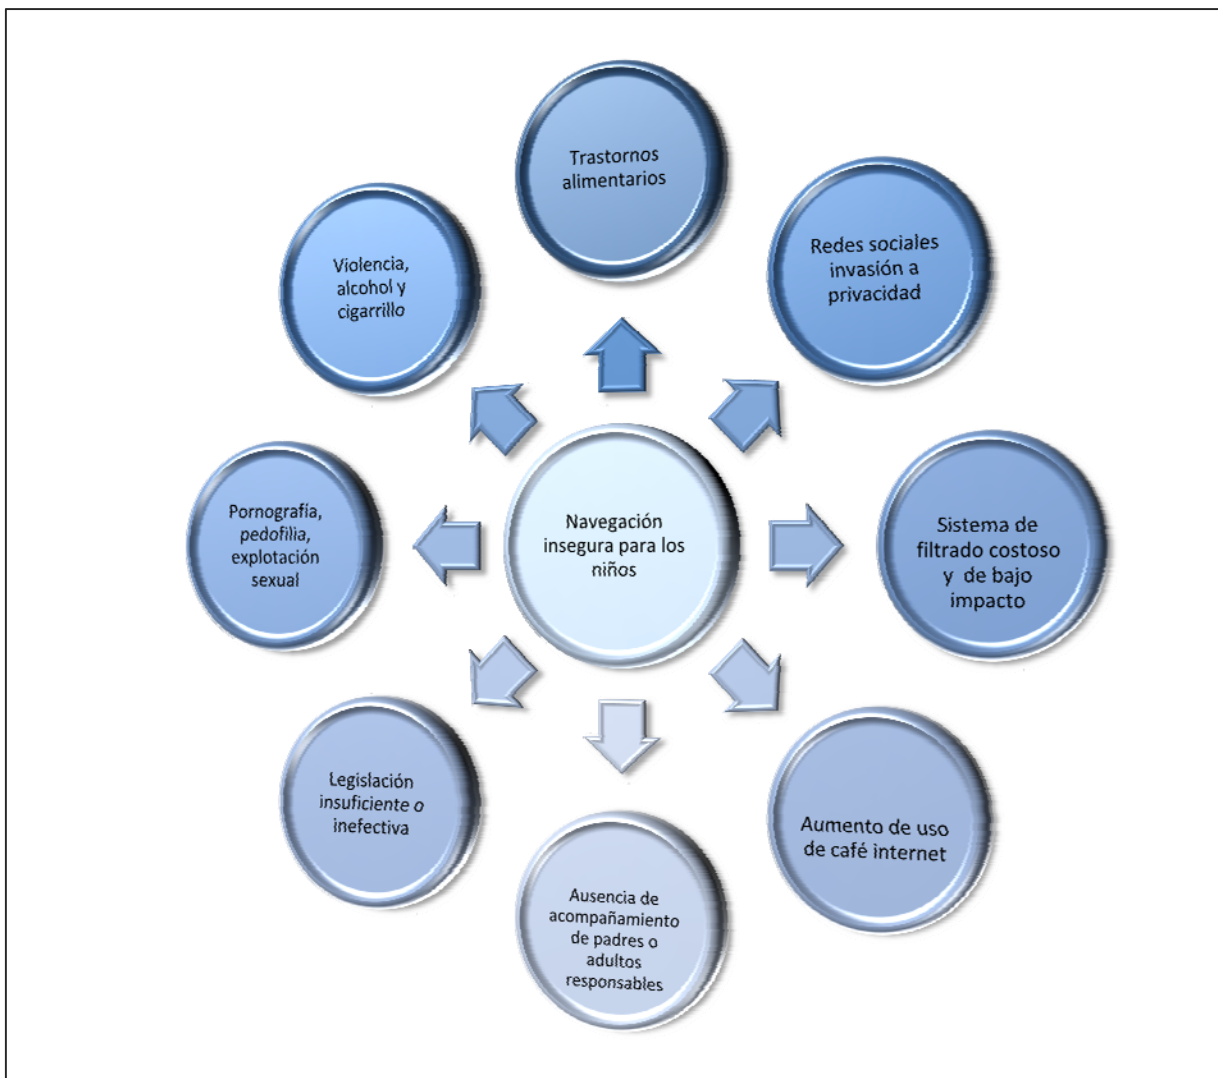 Trastornos
alimentarios
Redes sociales
invasión a
privacidad
Sistema de
filtrado costoso
y de bajo
impacto
Aumento de uso
de café internet
Ausencia de
acompañamiento
de padres o
adultos
responsables
Legislación
insuficiente o
inefectiva
Pornografía,
pedofilia,
explotación
sexual
Violencia,
alcohol y
cigarrillo
Navegación
insegura para los
niños